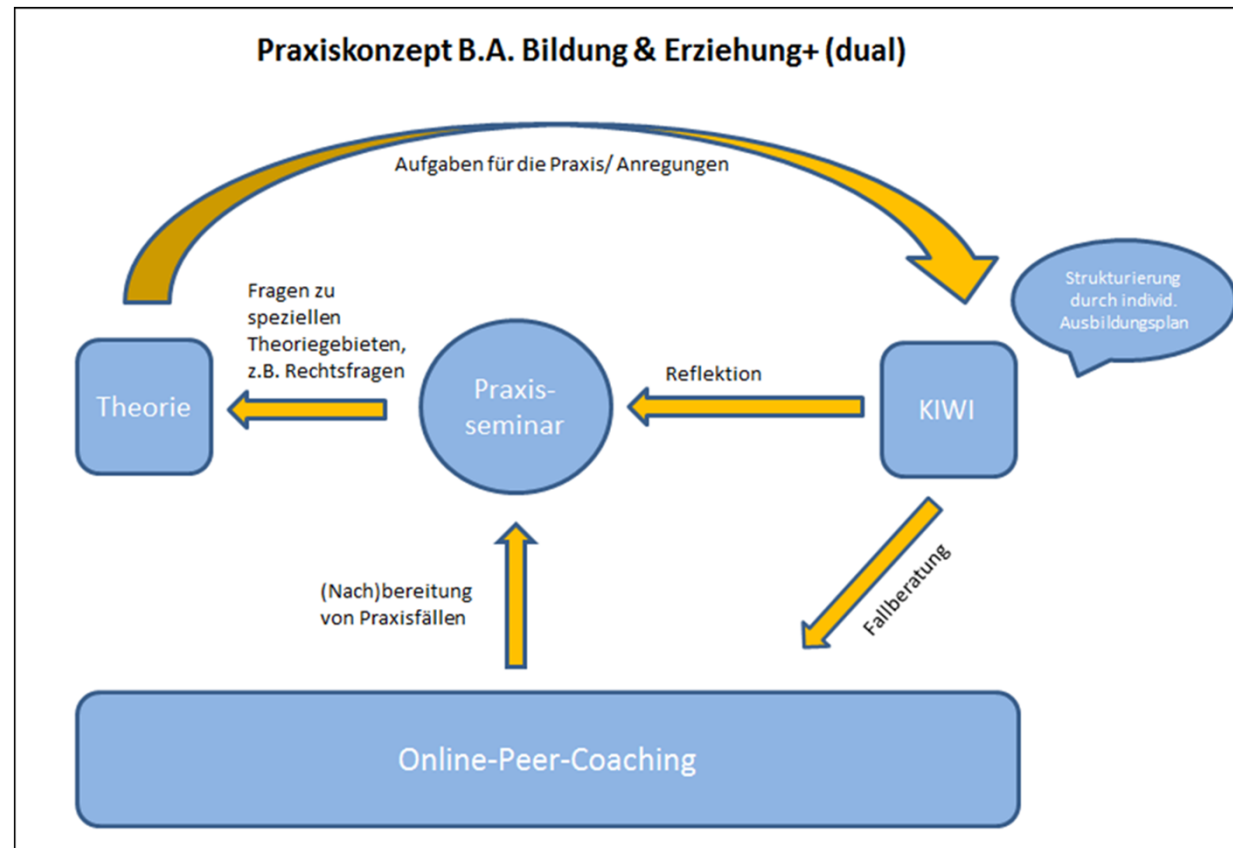 Praxiskonzept B.A. Bildung & Erziehung+ (dual)
Aufgaben für die Praxis/ Anregungen
Strukturierung
durch individ.
Ausbildungsplan
Fragen zu
speziellen
Theoriegebieten,
z.B. Rechtsfragen
Theorie
Praxis-
seminar
Reflektion
KIWI
(Nach)bereitung
von Praxisfällen
Fallberatung
Online-Peer-Coaching